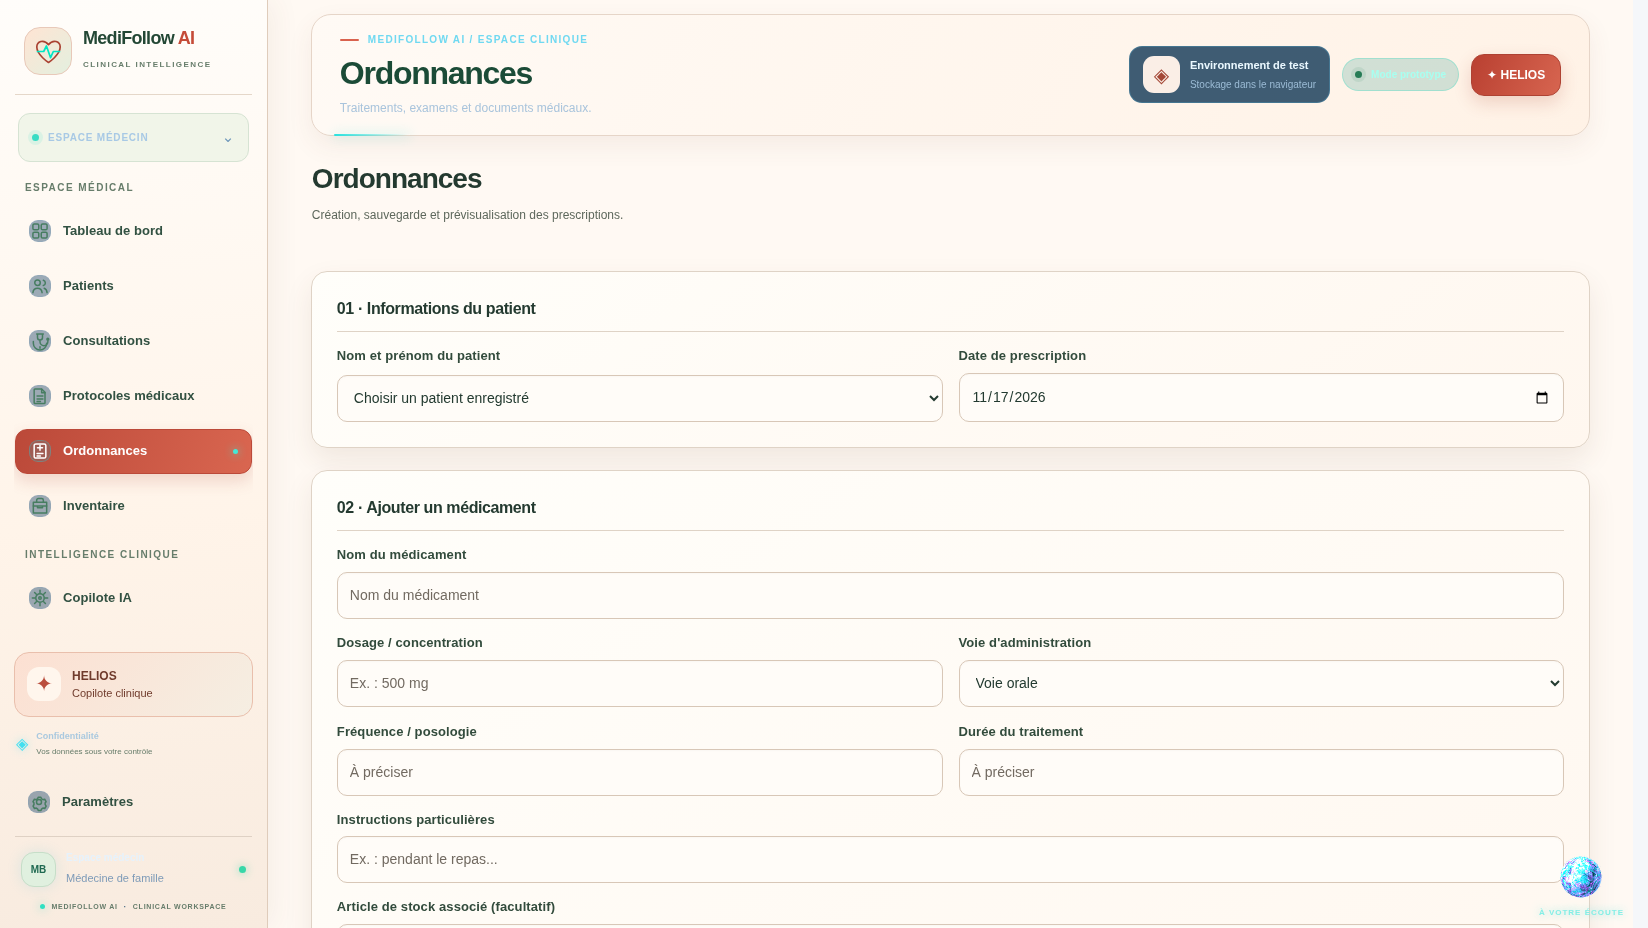 MediFollow AI
CLINICAL INTELLIGENCE
ESPACE MÉDECIN
ESPACE MÉDICAL
Tableau de bord
Patients
Consultations
Protocoles médicaux
Ordonnances
Inventaire
INTELLIGENCE CLINIQUE
Copilote IA
HELIOS
Copilote clinique
Confidentialité
Vos données sous votre contrôle
Paramètres
MB
Médecine de famille
MEDIFOLLOW AI · CLINICAL WORKSPACE
MEDIFOLLOW AI / ESPACE CLINIQUE
Ordonnances
Traitements, examens et documents médicaux.
Environnement de test
Stockage dans le navigateur
Mode prototype
✦ HELIOS
Ordonnances
Création, sauvegarde et prévisualisation des prescriptions.
01 · Informations du patient
Nom et prénom du patient
Choisir un patient enregistré
Date de prescription
11/17/2026
02 · Ajouter un médicament
Nom du médicament
Nom du médicament
Dosage / concentration
Ex. : 500 mg
Voie d'administration
Voie orale
Fréquence / posologie
À préciser
Durée du traitement
À préciser
Instructions particulières
Ex. : pendant le repas...
Article de stock associé (facultatif)
À VOTRE ÉCOUTE